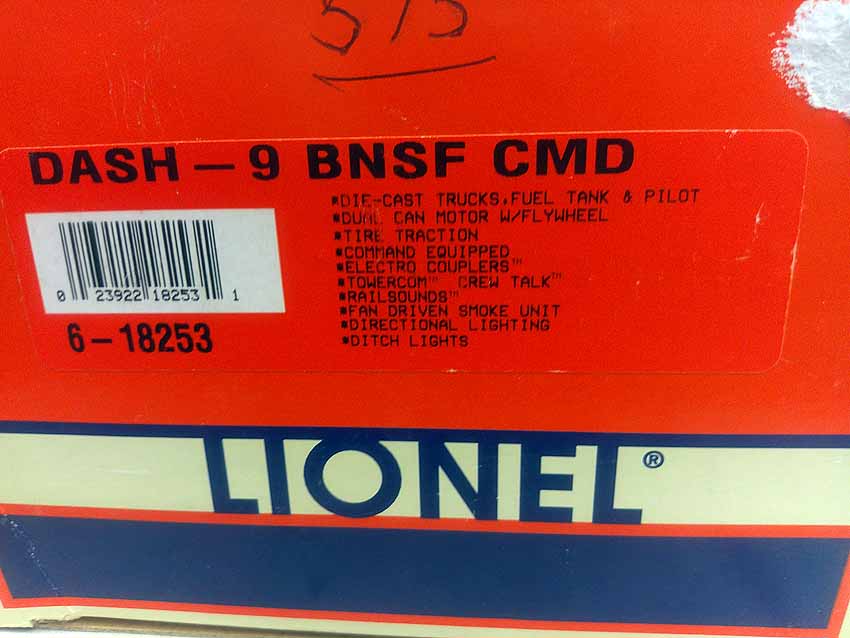 515
DASH - 9 BNSF CMD
*DIE-CAST TRUCKS,FUEL TANK & PILOT
*DUAL CAN MOTOR W/FLYWHEEL
*TIRE TRACTION
*COMMAND EQUIPPED
*ELECTRO COUPLERS™
*TOWERCOM™ CREW TALK™
*RAILSOUNDS™
*FAN DRIVEN SMOKE UNIT
*DIRECTIONAL LIGHTING
*DITCH LIGHTS
0 23922 18253 1
6-18253
LIONEL®